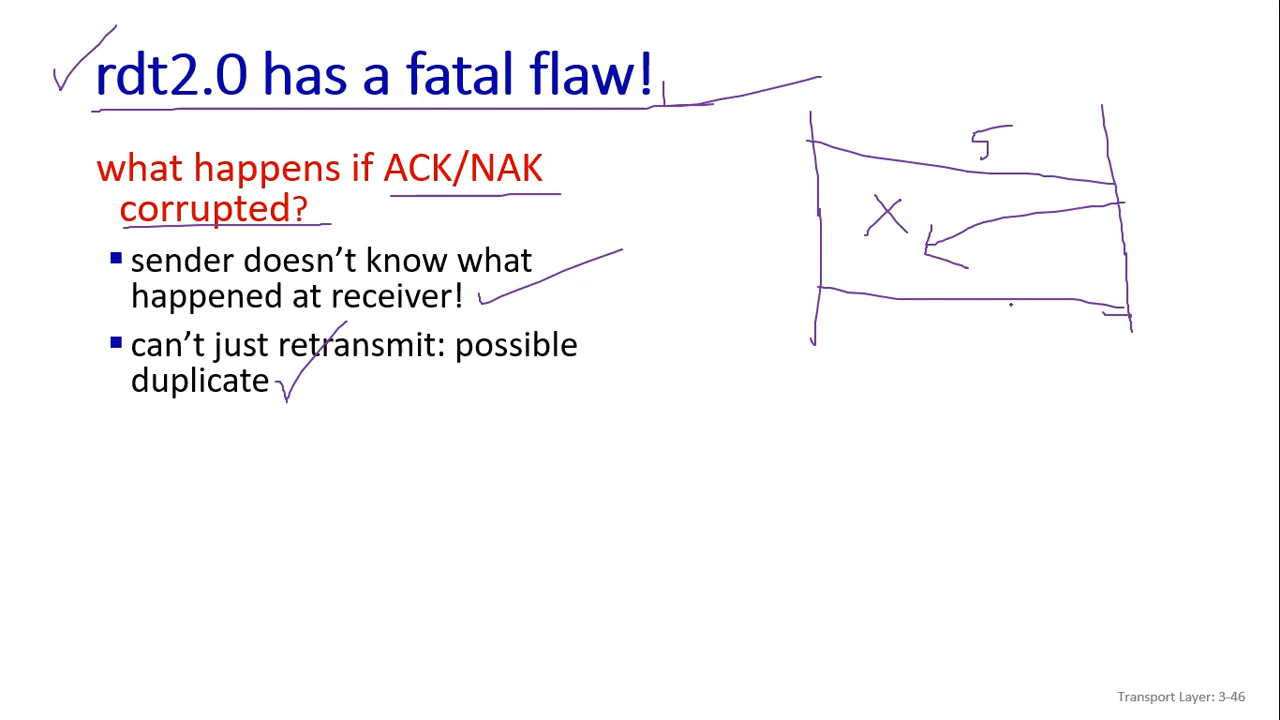 rdt2.0 has a fatal flaw!
what happens if ACK/NAK
corrupted?
sender doesn't know what
happened at receiver!
can't just retransmit: possible
duplicate
5
X
Transport Layer: 3-46